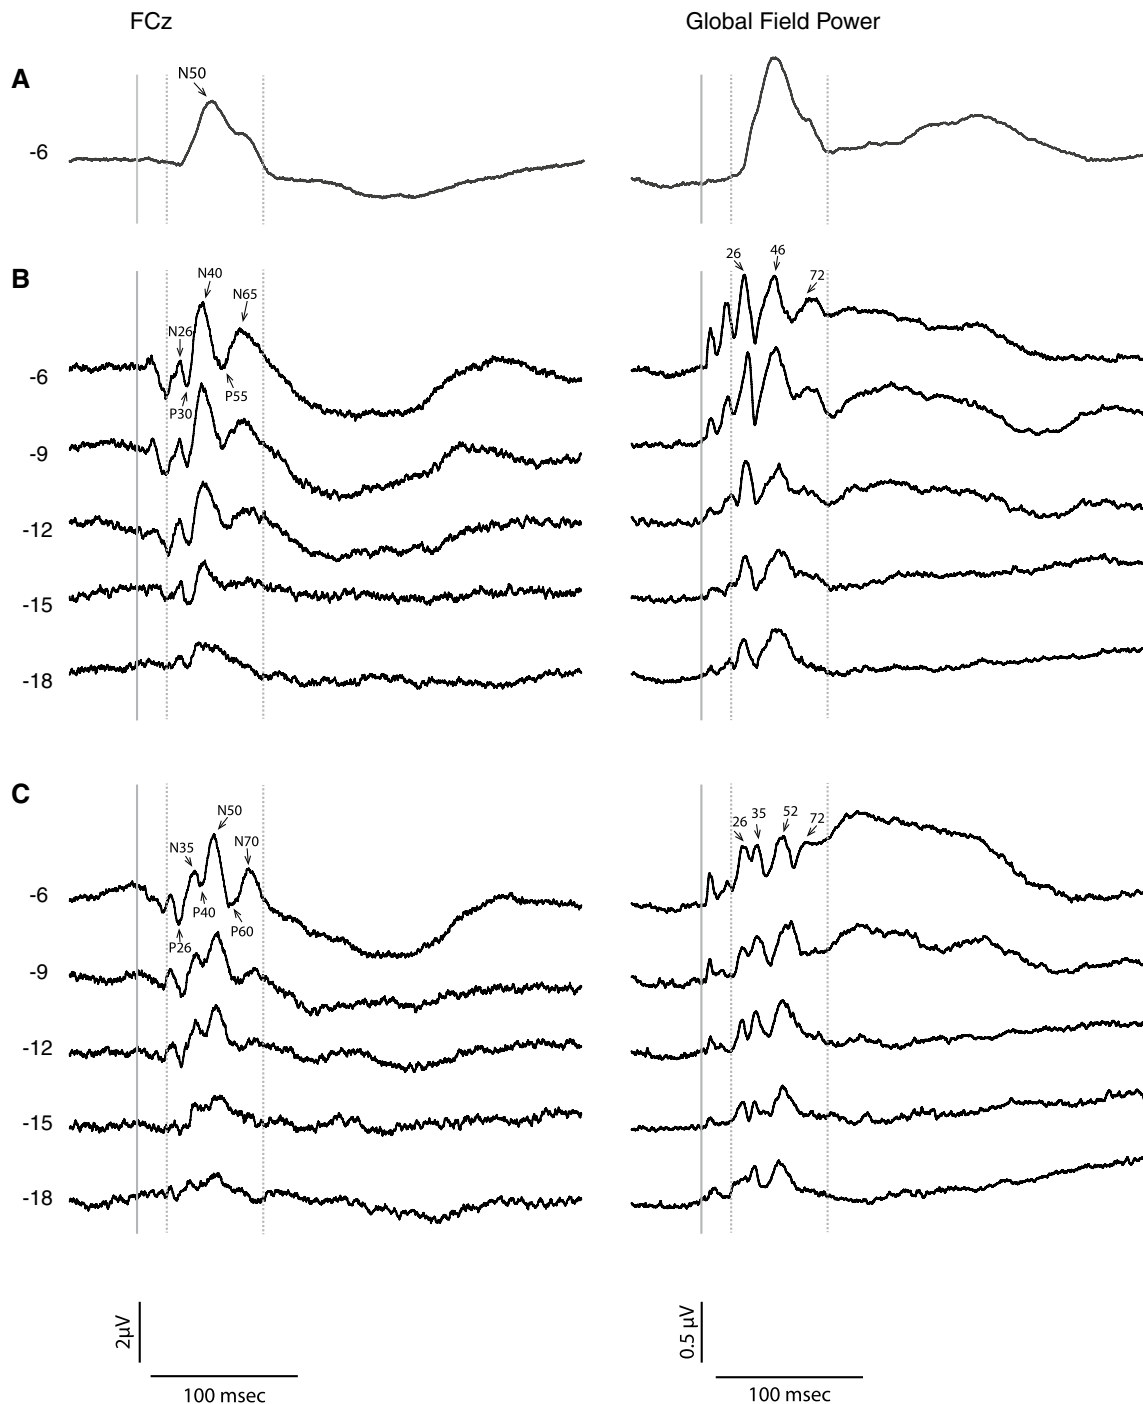 FCz Global Field Power
A
N50
-6
B
N40
N65
N26
P30
P55
26
46
72
-6
-9
-12
-15
-18
C
N50
N35
N70
P40
P26
P60
26
35
52
72
-6
-9
-12
-15
-18
2μV
100 msec
0.5 μV
100 msec